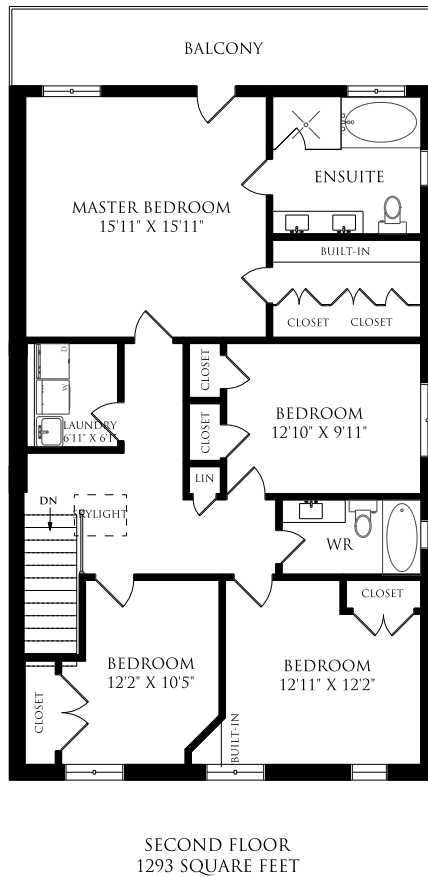 BALCONY
MASTER BEDROOM
15'11" X 15'11"
ENSUITE
BUILT-IN
CLOSET
CLOSET
D
W
LAUNDRY
6'11" X 6'1
CLOSET
CLOSET
BEDROOM
12'10" X 9'11"
LIN
DN
SKYLIGHT
WR
CLOSET
BEDROOM
12'2" X 10'5"
BEDROOM
12'11" X 12'2"
CLOSET
BUILT-IN
SECOND FLOOR
1293 SQUARE FEET